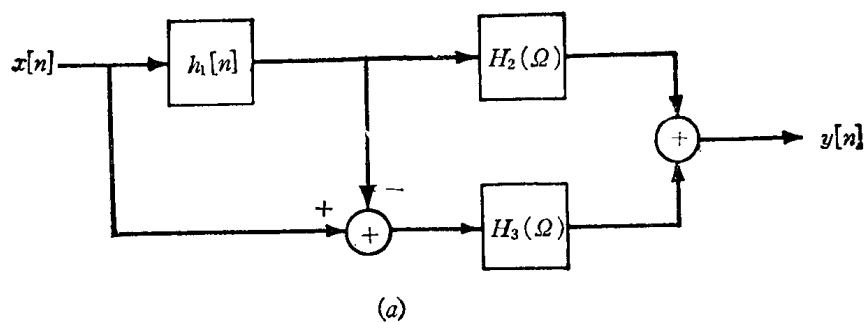 x[n]
h₁[n]
H₂(Ω)
+
y[n]
−
+
+
H₃(Ω)
(a)